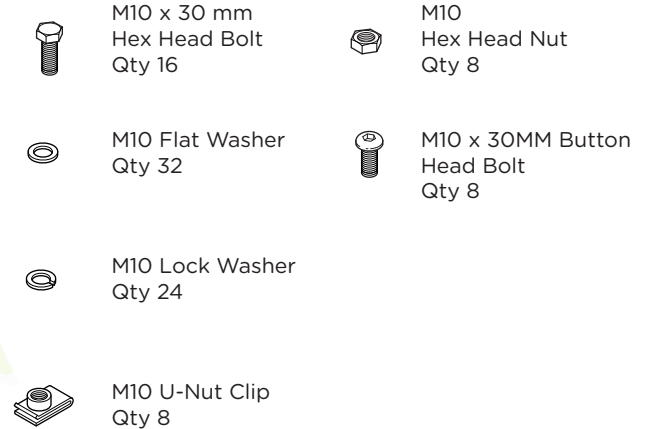 M10 x 30 mm
Hex Head Bolt
Qty 16
M10
Hex Head Nut
Qty 8
M10 Flat Washer
Qty 32
M10 x 30MM Button
Head Bolt
Qty 8
M10 Lock Washer
Qty 24
M10 U-Nut Clip
Qty 8